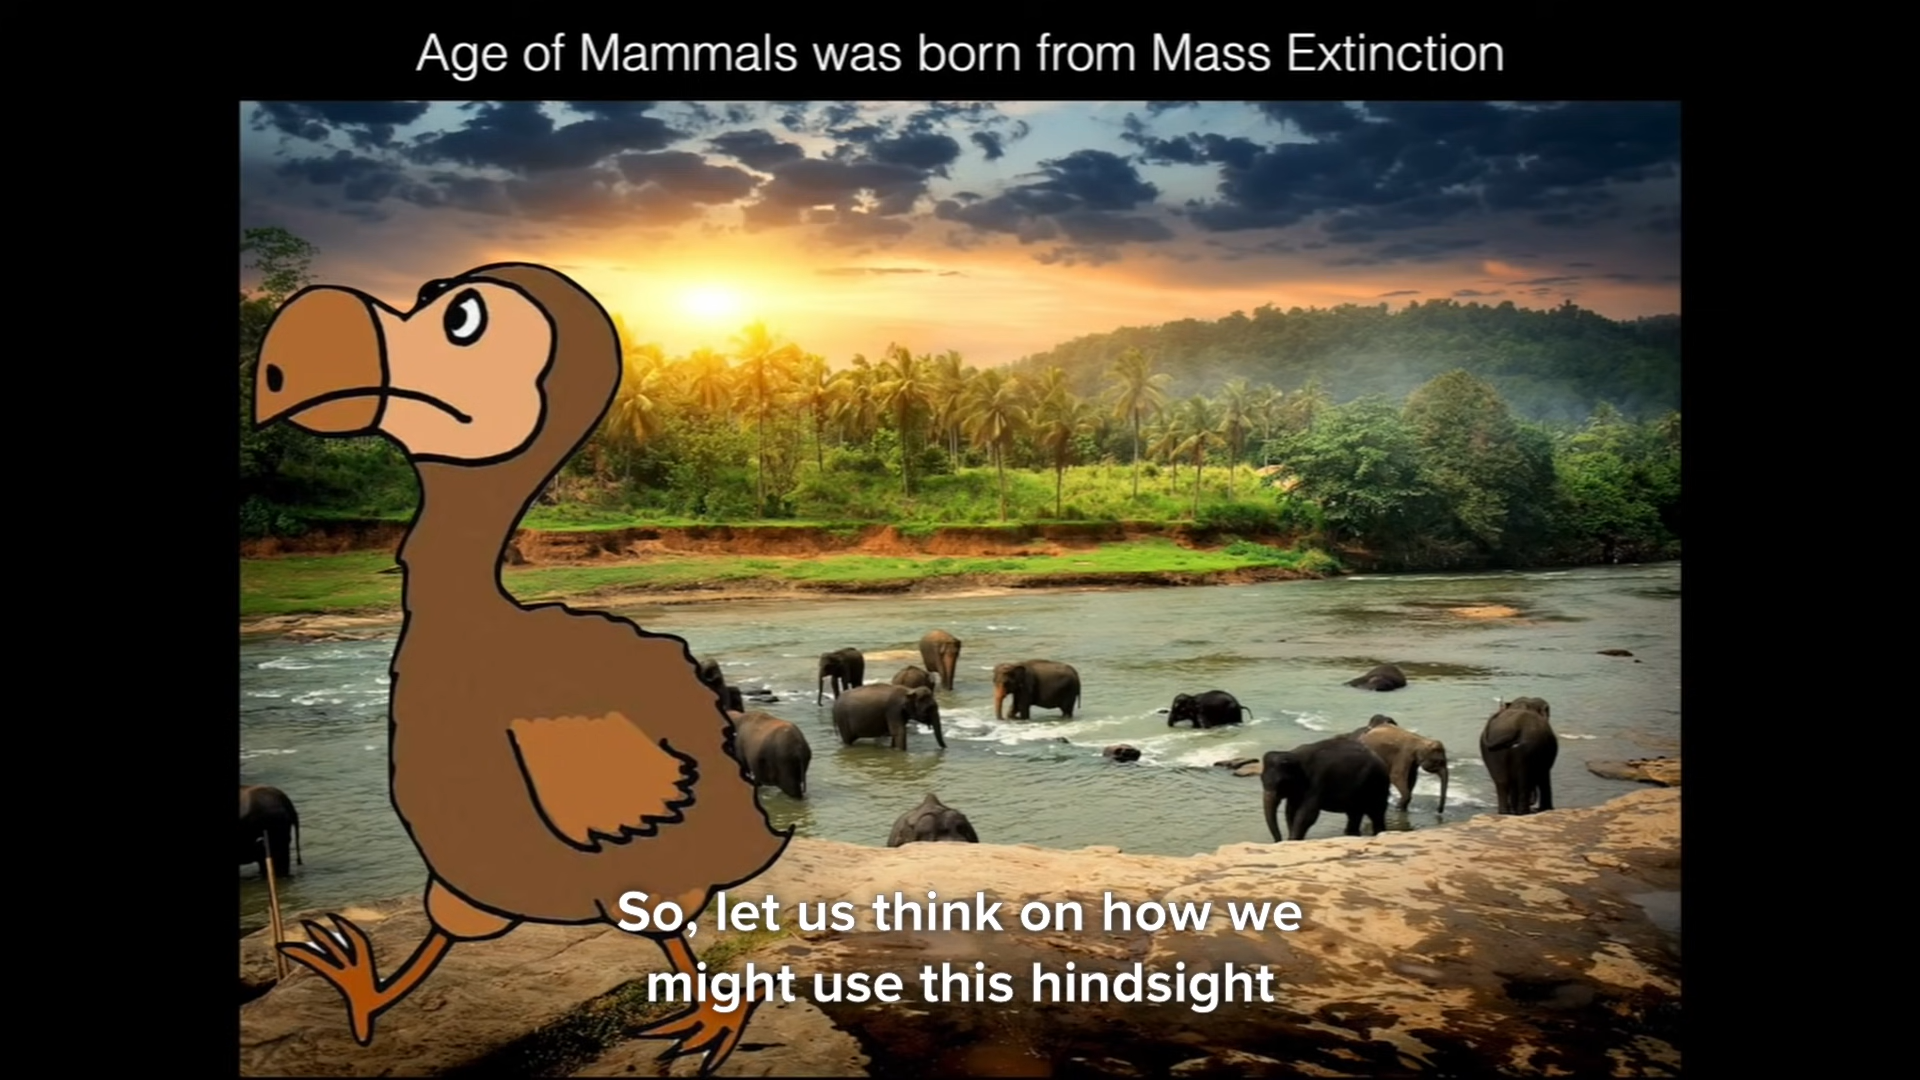 Age of Mammals was born from Mass Extinction
So, let us think on how we
might use this hindsight